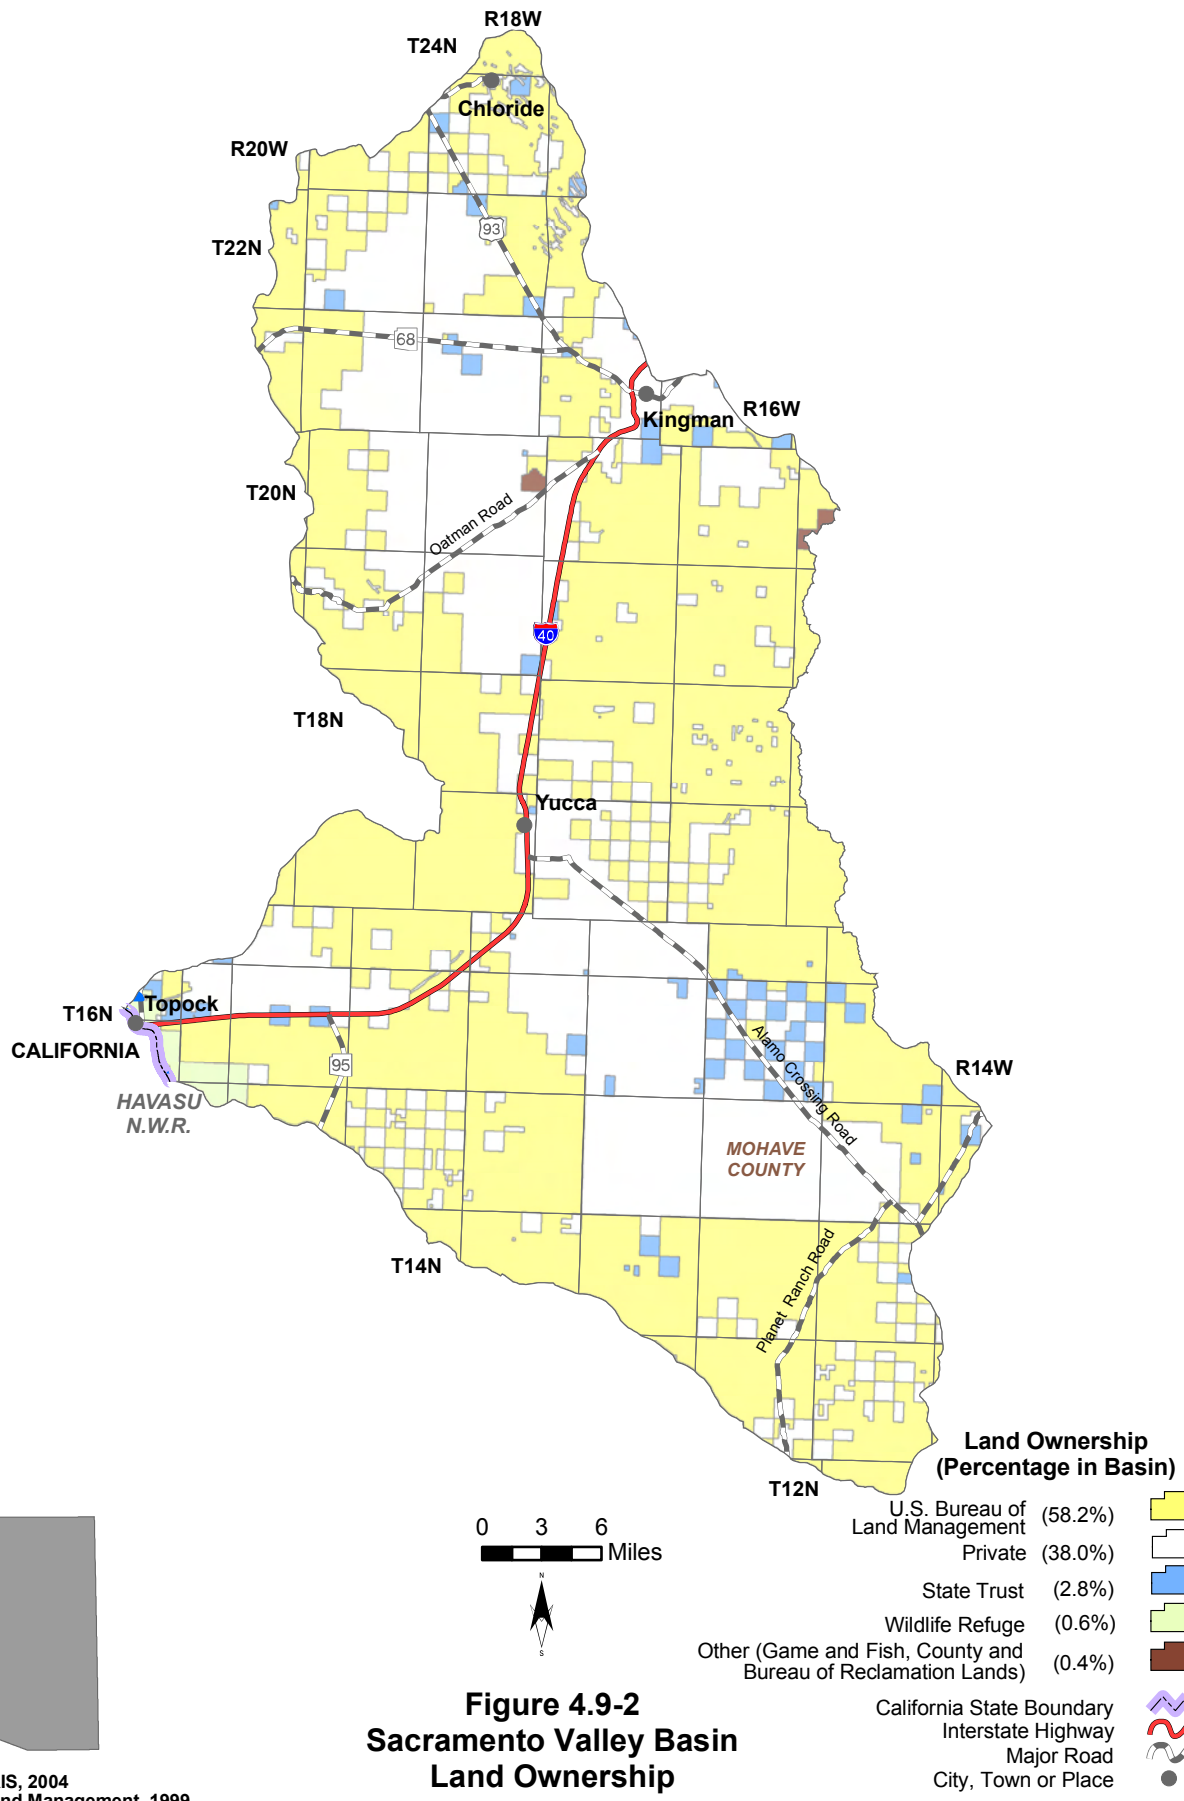 R18W
T24N
Chloride
R20W
93
T22N
68
Kingman
R16W
T20N
Oatman Road
40
T18N
Yucca
T16N
Topock
CALIFORNIA
HAVASU
N.W.R.
95
Alamo Crossing Road
R14W
MOHAVE
COUNTY
T14N
Planet Ranch Road
T12N
Land Ownership
(Percentage in Basin)
U.S. Bureau of
Land Management (58.2%)
Private (38.0%)
State Trust (2.8%)
Wildlife Refuge (0.6%)
Other (Game and Fish, County and
Bureau of Reclamation Lands) (0.4%)
California State Boundary
Interstate Highway
Major Road
City, Town or Place
0 3 6
Miles
N
S
Figure 4.9-2
Sacramento Valley Basin
Land Ownership
IS, 2004
Management, 1999